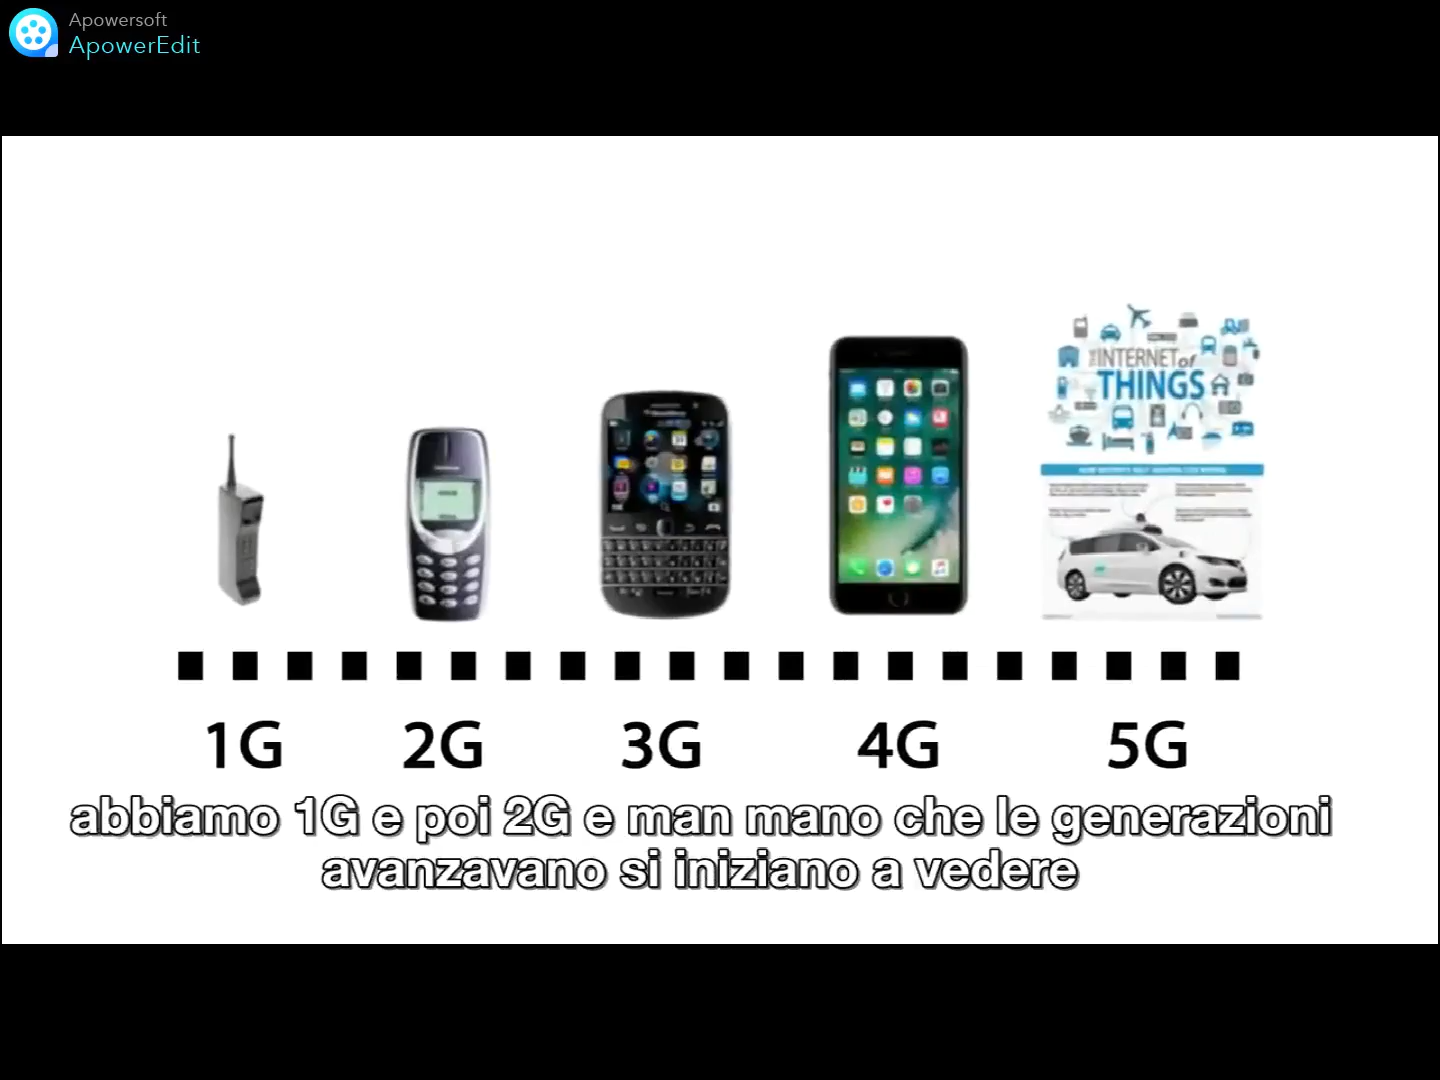 Apowersoft
ApowerEdit
THE INTERNET of
THINGS
1G 2G 3G 4G 5G
abbiamo 1G e poi 2G e man mano che le generazioni
avanzavano si iniziano a vedere